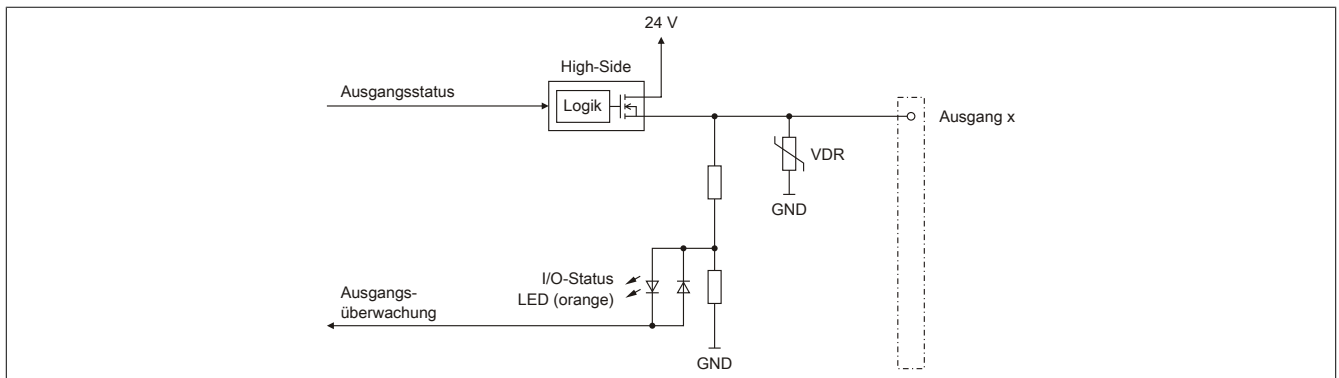 24 V
High-Side
Ausgangsstatus
Logik
Ausgang x
VDR
GND
I/O-Status
LED (orange)
Ausgangs-
überwachung
GND